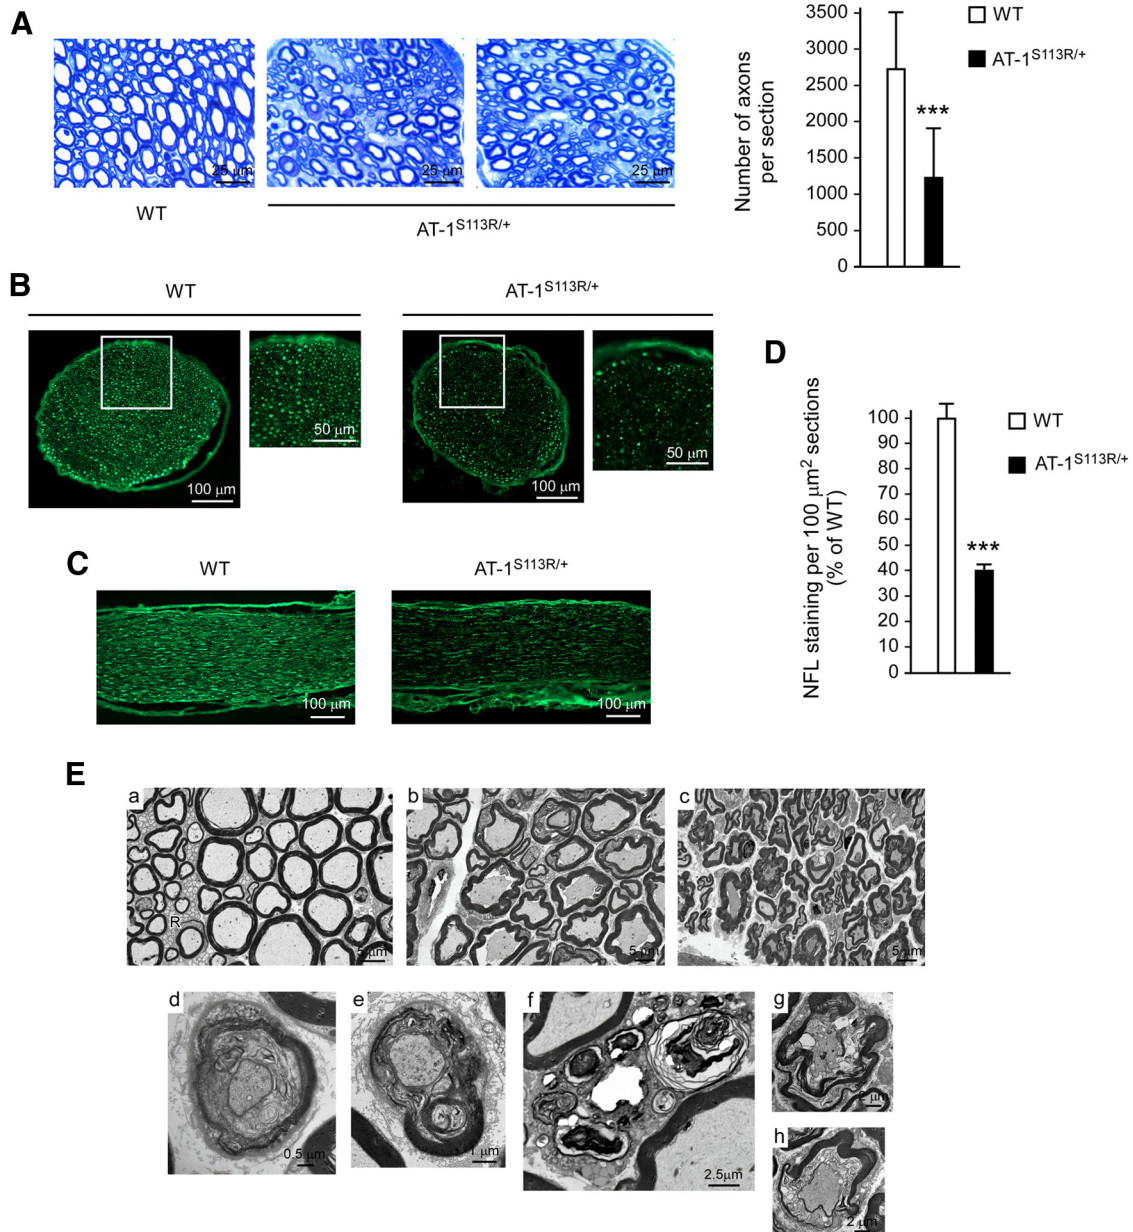 A
25 μm
25 μm
25 μm
WT
AT-1S113R/+
Number of axons
per section
3500
3000
2500
2000
1500
1000
500
0
***
WT
AT-1S113R/+
B
WT
AT-1S113R/+
100 μm
50 μm
100 μm
50 μm
C
WT
AT-1S113R/+
100 μm
100 μm
D
NFL staining per 100 μm2 sections
(% of WT)
100
90
80
70
60
50
40
30
20
10
0
***
WT
AT-1S113R/+
E
a
R
5 μm
b
5 μm
c
5 μm
d
0.5 μm
e
1 μm
f
2.5μm
g
2 μm
h
2 μm